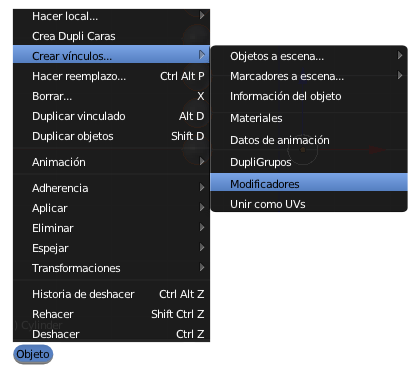 Hacer local...
Crea Dupli Caras
Crear vínculos...
Hacer reemplazo... Ctrl Alt P
Borrar... X
Duplicar vinculado Alt D
Duplicar objetos Shift D
Animación
Adherencia
Aplicar
Eliminar
Espejar
Transformaciones
Historia de deshacer Ctrl Alt Z
Rehacer Shift Ctrl Z
) Cylinder
Deshacer Ctrl Z
Objeto
Objetos a escena...
Marcadores a escena...
Información del objeto
Materiales
Datos de animación
DupliGrupos
Modificadores
Unir como UVs